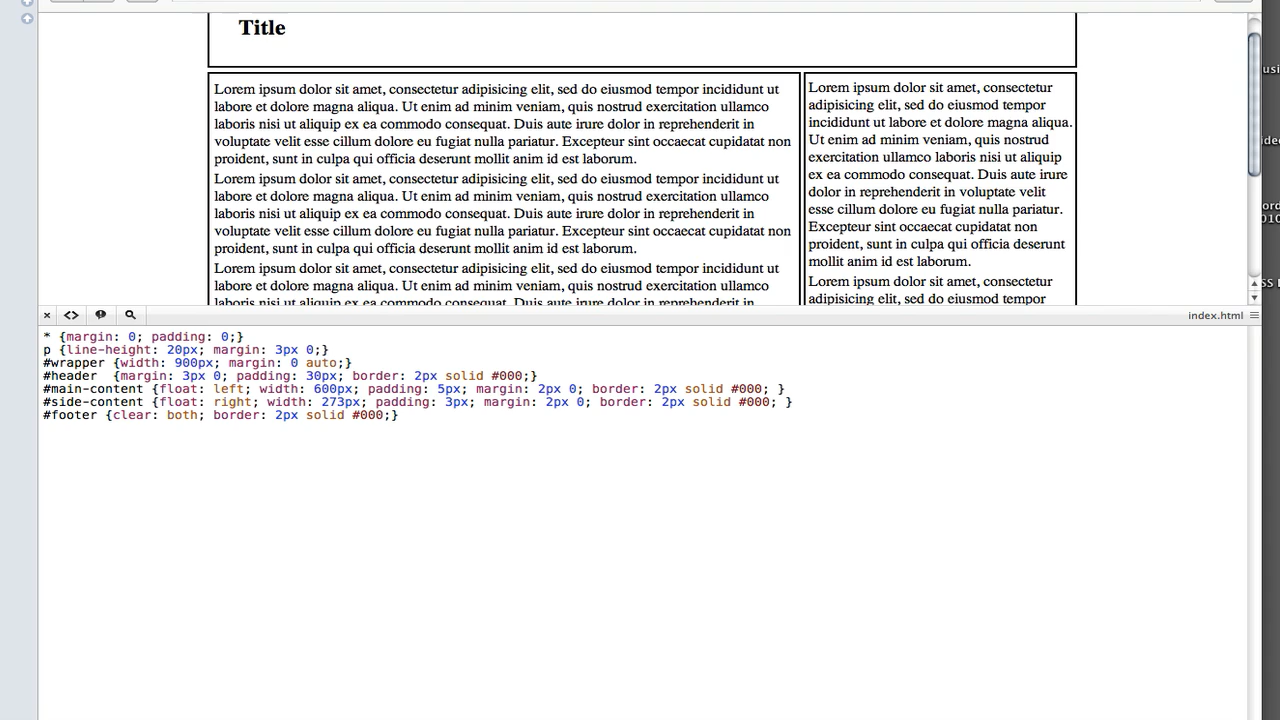 Title
Lorem ipsum dolor sit amet, consectetur adipisicing elit, sed do eiusmod tempor incididunt ut
labore et dolore magna aliqua. Ut enim ad minim veniam, quis nostrud exercitation ullamco
laboris nisi ut aliquip ex ea commodo consequat. Duis aute irure dolor in reprehenderit in
voluptate velit esse cillum dolore eu fugiat nulla pariatur. Excepteur sint occaecat cupidatat non
proident, sunt in culpa qui officia deserunt mollit anim id est laborum.
Lorem ipsum dolor sit amet, consectetur adipisicing elit, sed do eiusmod tempor incididunt ut
labore et dolore magna aliqua. Ut enim ad minim veniam, quis nostrud exercitation ullamco
laboris nisi ut aliquip ex ea commodo consequat. Duis aute irure dolor in reprehenderit in
voluptate velit esse cillum dolore eu fugiat nulla pariatur. Excepteur sint occaecat cupidatat non
proident, sunt in culpa qui officia deserunt mollit anim id est laborum.
Lorem ipsum dolor sit amet, consectetur adipisicing elit, sed do eiusmod tempor incididunt ut
labore et dolore magna aliqua. Ut enim ad minim veniam, quis nostrud exercitation ullamco
Lorem ipsum dolor sit amet, consectetur
adipisicing elit, sed do eiusmod tempor
incididunt ut labore et dolore magna aliqua.
Ut enim ad minim veniam, quis nostrud
exercitation ullamco laboris nisi ut aliquip
ex ea commodo consequat. Duis aute irure
dolor in reprehenderit in voluptate velit
esse cillum dolore eu fugiat nulla pariatur.
Excepteur sint occaecat cupidatat non
proident, sunt in culpa qui officia deserunt
mollit anim id est laborum.
Lorem ipsum dolor sit amet, consectetur
adipisicing elit, sed do eiusmod tempor
index.html
* {margin: 0; padding: 0;}
p {line-height: 20px; margin: 3px 0;}
#wrapper {width: 900px; margin: 0 auto;}
#header  {margin: 3px 0; padding: 30px; border: 2px solid #000;}
#main-content {float: left; width: 600px; padding: 5px; margin: 2px 0; border: 2px solid #000; }
#side-content {float: right; width: 273px; padding: 3px; margin: 2px 0; border: 2px solid #000; }
#footer {clear: both; border: 2px solid #000;}